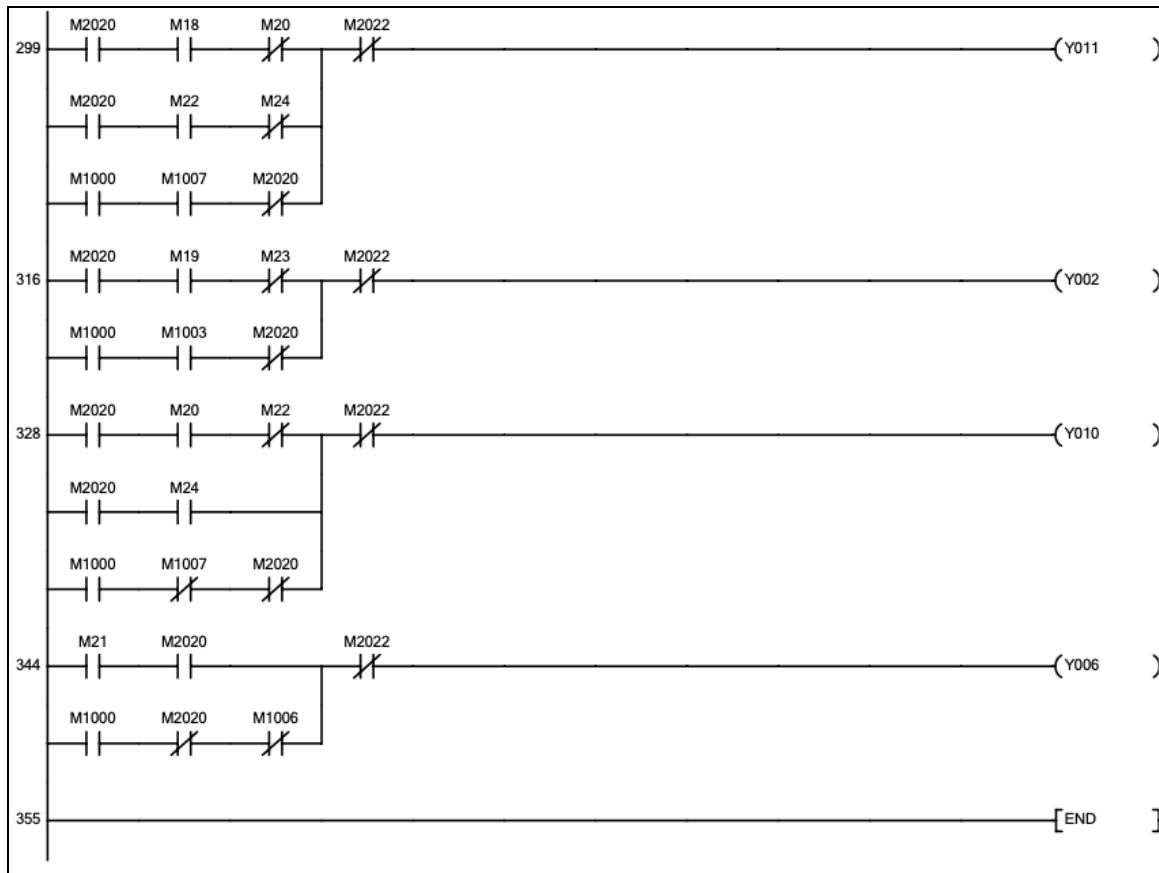 M2020 M18 M20 M2022
299 Y011
M2020 M22 M24
M1000 M1007 M2020
M2020 M19 M23 M2022
316 Y002
M1000 M1003 M2020
M2020 M20 M22 M2022
328 Y010
M2020 M24
M1000 M1007 M2020
M21 M2020 M2022
344 Y006
M1000 M2020 M1006
355 END